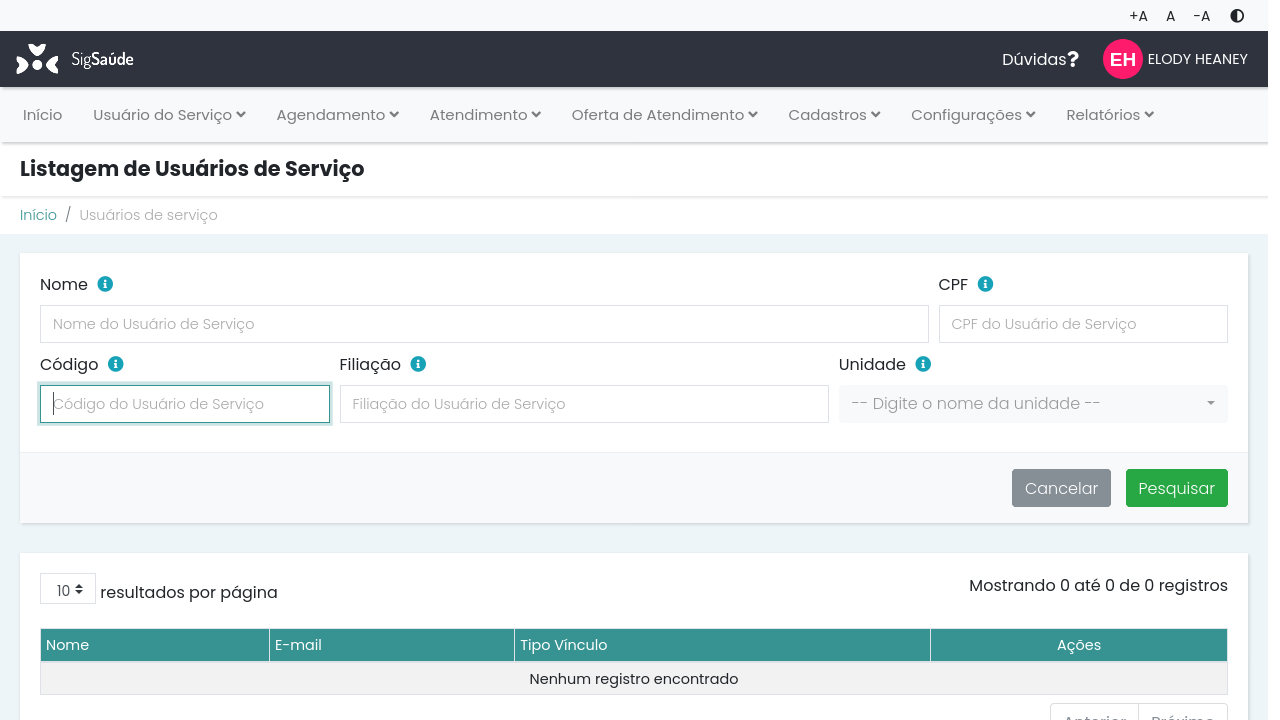 +A A -A
SigSaúde Dúvidas? EH ELODY HEANEY
Início Usuário do Serviço Agendamento Atendimento Oferta de Atendimento Cadastros Configurações Relatórios
Listagem de Usuários de Serviço
Início / Usuários de serviço
Nome CPF
Nome do Usuário de Serviço CPF do Usuário de Serviço
Código Filiação Unidade
Código do Usuário de Serviço Filiação do Usuário de Serviço -- Digite o nome da unidade --
Cancelar Pesquisar
10 resultados por página Mostrando 0 até 0 de 0 registros
Nome E-mail Tipo Vínculo Ações
Nenhum registro encontrado
Anterior Próximo